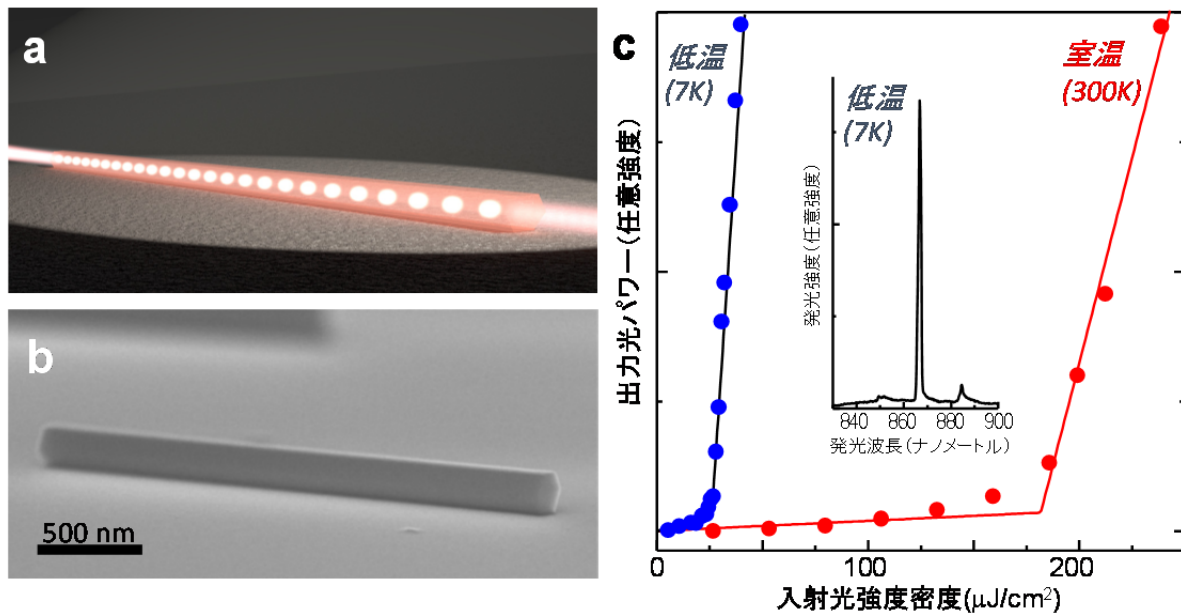 a
b
500 nm
c
低温
(7K)
室温
(300K)
低温
(7K)
出力光パワー(任意強度)
発光強度(任意強度)
840 860 880 900
発光波長(ナノメートル)
0 100 200
入射光強度密度(μJ/cm²)